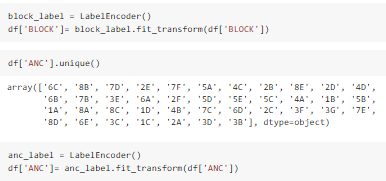 block_label = LabelEncoder()
df['BLOCK']= block_label.fit_transform(df['BLOCK'])
df['ANC'].unique()
array(['6C', '8B', '7D', '2E', '7F', '5A', '4C', '2B', '8E', '2D', '4D',
'6B', '7B', '3E', '6A', '2F', '5D', '5E', '5C', '4A', '1B', '5B',
'1A', '8A', '8C', '1D', '4B', '7C', '6D', '2C', '3F', '3G', '7E',
'8D', '6E', '3C', '1C', '2A', '3D', '3B'], dtype=object)
anc_label = LabelEncoder()
df['ANC']= anc_label.fit_transform(df['ANC'])